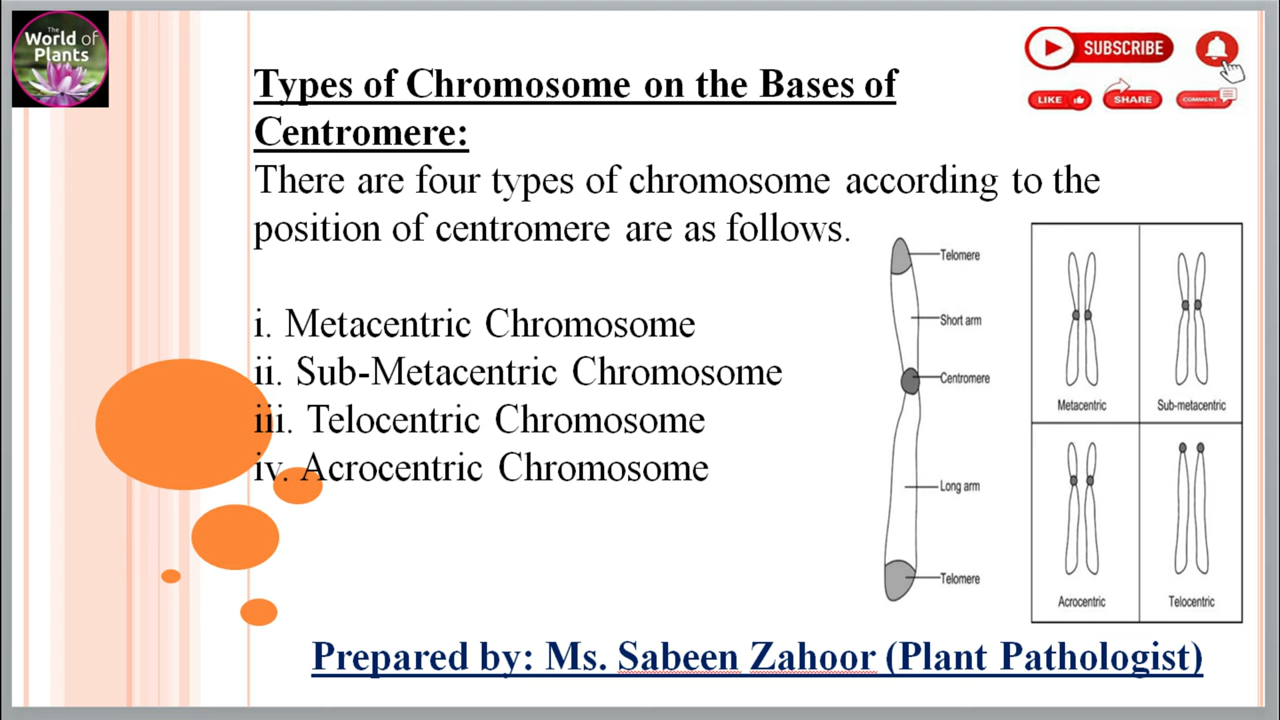 The
World of
Plants
SUBSCRIBE
LIKE
SHARE
COMMENT
Types of Chromosome on the Bases of
Centromere:
There are four types of chromosome according to the
position of centromere are as follows.
i. Metacentric Chromosome
ii. Sub-Metacentric Chromosome
iii. Telocentric Chromosome
iv. Acrocentric Chromosome
Telomere
Short arm
Centromere
Long arm
Telomere
Metacentric
Sub-metacentric
Acrocentric
Telocentric
Prepared by: Ms. Sabeen Zahoor (Plant Pathologist)